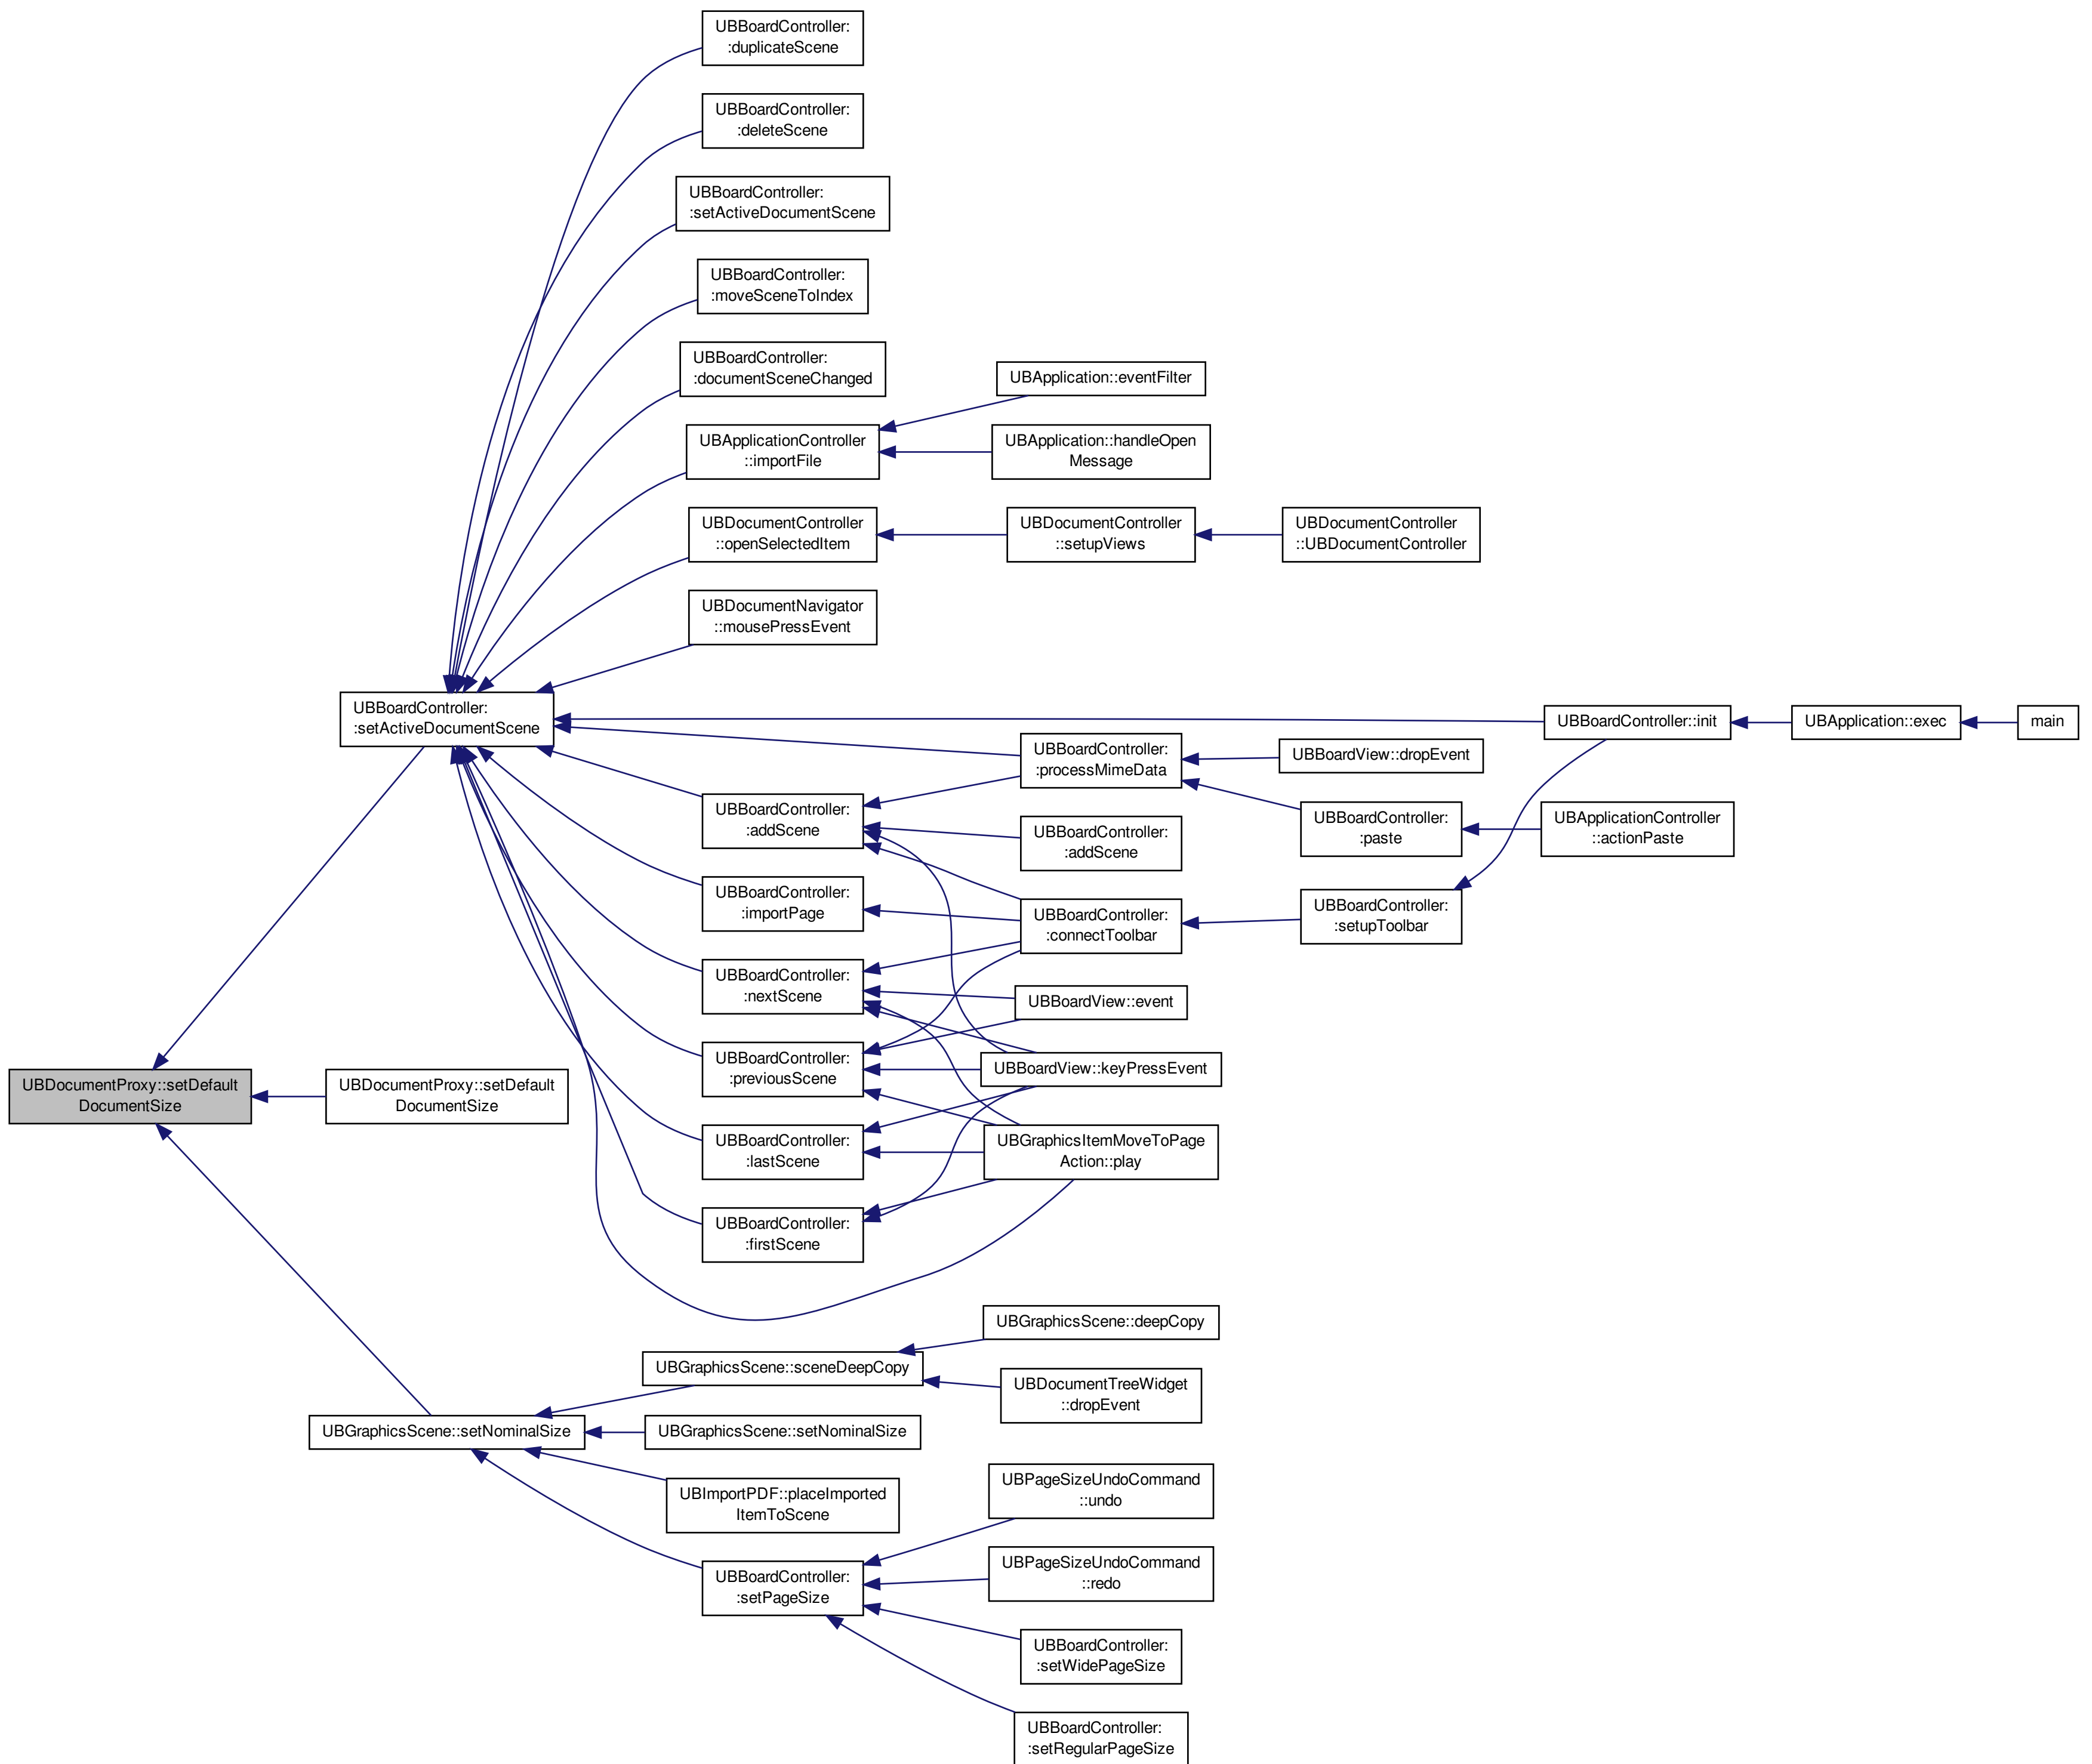 UBBoardController:
:duplicateScene
UBBoardController:
:deleteScene
UBBoardController:
:setActiveDocumentScene
UBBoardController:
:moveSceneToIndex
UBBoardController:
:documentSceneChanged
UBApplication::eventFilter
UBApplicationController
::importFile
UBApplication::handleOpen
Message
UBDocumentController
::openSelectedItem
UBDocumentController
::setupViews
UBDocumentController
::UBDocumentController
UBDocumentNavigator
::mousePressEvent
UBBoardController:
:setActiveDocumentScene
UBBoardController::init
UBApplication::exec
main
UBBoardController:
:processMimeData
UBBoardView::dropEvent
UBBoardController:
:addScene
UBBoardController:
:addScene
UBBoardController:
:paste
UBApplicationController
::actionPaste
UBBoardController:
:importPage
UBBoardController:
:connectToolbar
UBBoardController:
:setupToolbar
UBBoardController:
:nextScene
UBBoardView::event
UBBoardController:
:previousScene
UBBoardView::keyPressEvent
UBDocumentProxy::setDefault
DocumentSize
UBDocumentProxy::setDefault
DocumentSize
UBBoardController:
:lastScene
UBGraphicsItemMoveToPage
Action::play
UBBoardController:
:firstScene
UBGraphicsScene::deepCopy
UBGraphicsScene::sceneDeepCopy
UBDocumentTreeWidget
::dropEvent
UBGraphicsScene::setNominalSize
UBGraphicsScene::setNominalSize
UBImportPDF::placeImported
ItemToScene
UBPageSizeUndoCommand
::undo
UBBoardController:
:setPageSize
UBPageSizeUndoCommand
::redo
UBBoardController:
:setWidePageSize
UBBoardController:
:setRegularPageSize